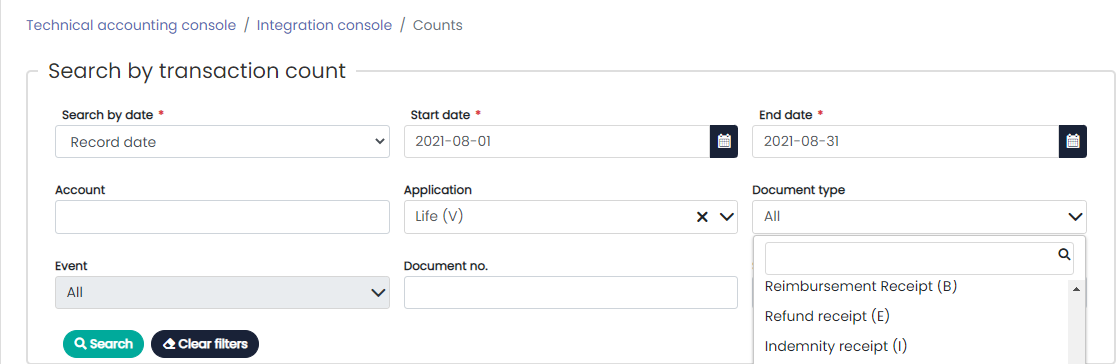 Technical accounting console / Integration console / Counts
Search by transaction count
Search by date * Start date * End date *
Record date 2021-08-01 2021-08-31
Account Application Document type
Life (V) All
Event Document no.
All
Reimbursement Receipt (B)
Refund receipt (E)
Indemnity receipt (I)
Search Clear filters